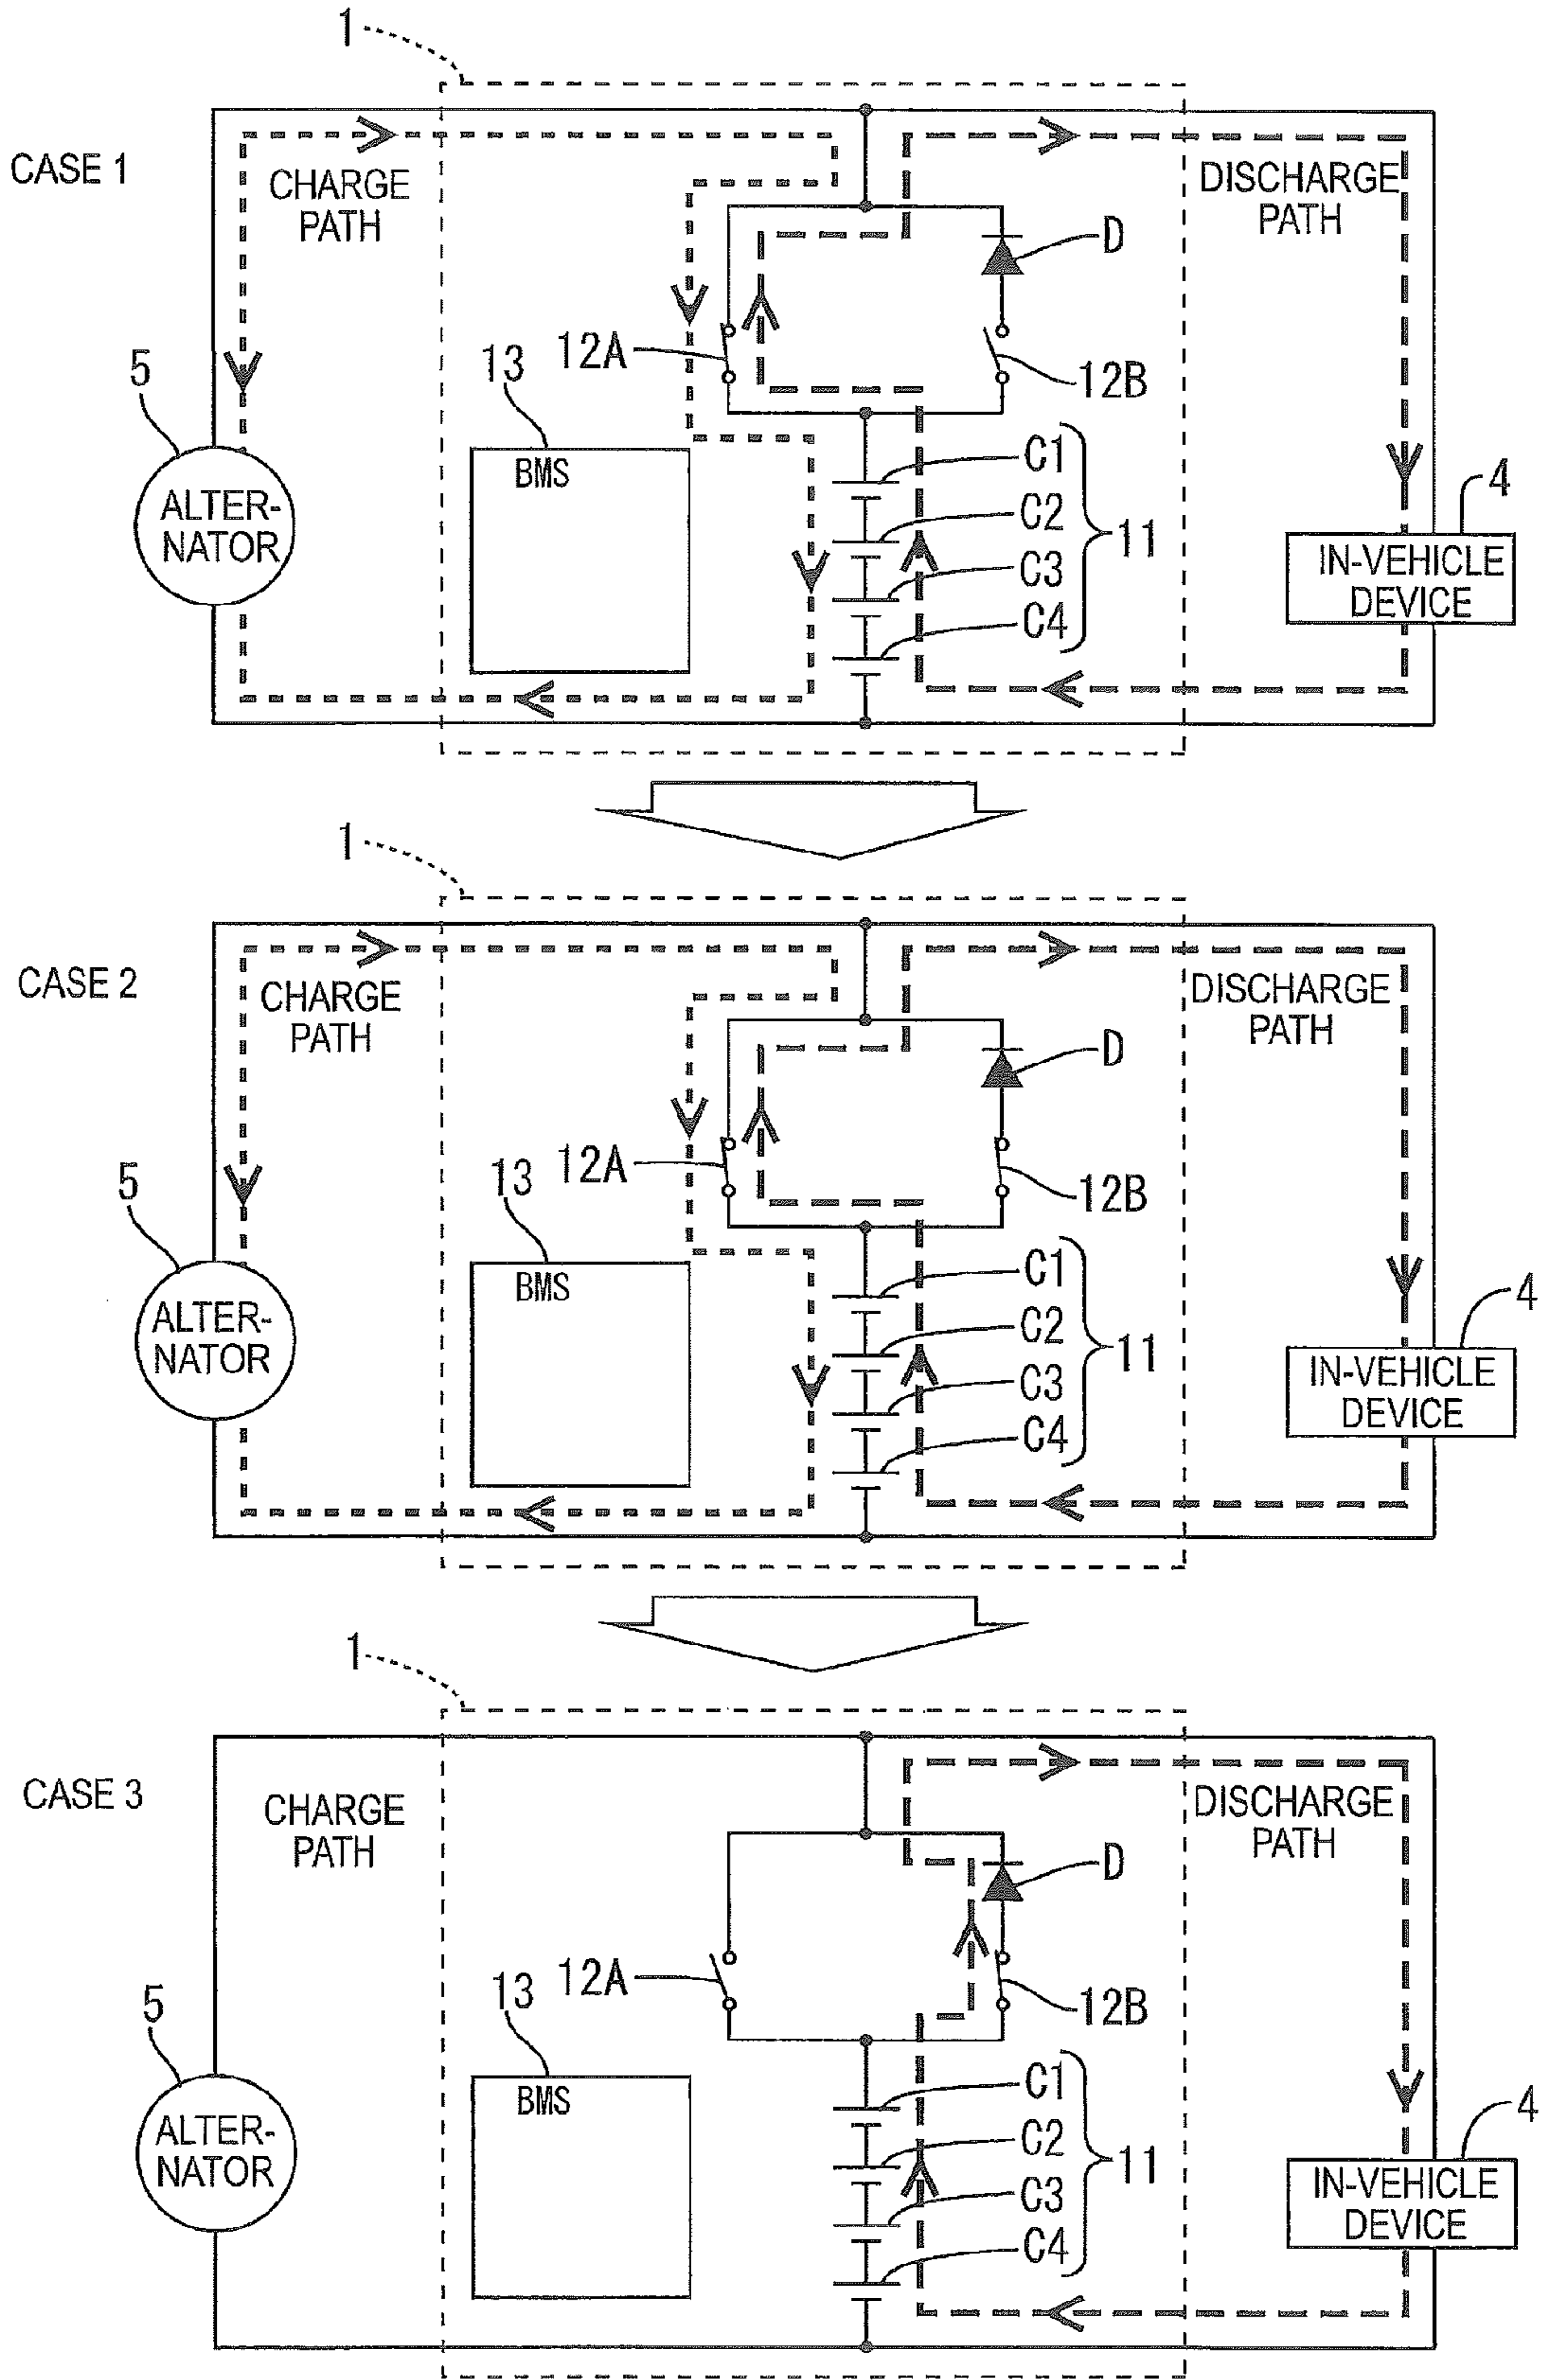 1
CASE 1
CHARGE
PATH
DISCHARGE
PATH
D
12A
12B
13
BMS
5
ALTER-
NATOR
C1
C2
C3
C4
11
4
IN-VEHICLE
DEVICE
1
CASE 2
CHARGE
PATH
DISCHARGE
PATH
D
12A
12B
13
BMS
5
ALTER-
NATOR
C1
C2
C3
C4
11
4
IN-VEHICLE
DEVICE
1
CASE 3
CHARGE
PATH
DISCHARGE
PATH
D
12A
12B
13
BMS
5
ALTER-
NATOR
C1
C2
C3
C4
11
4
IN-VEHICLE
DEVICE